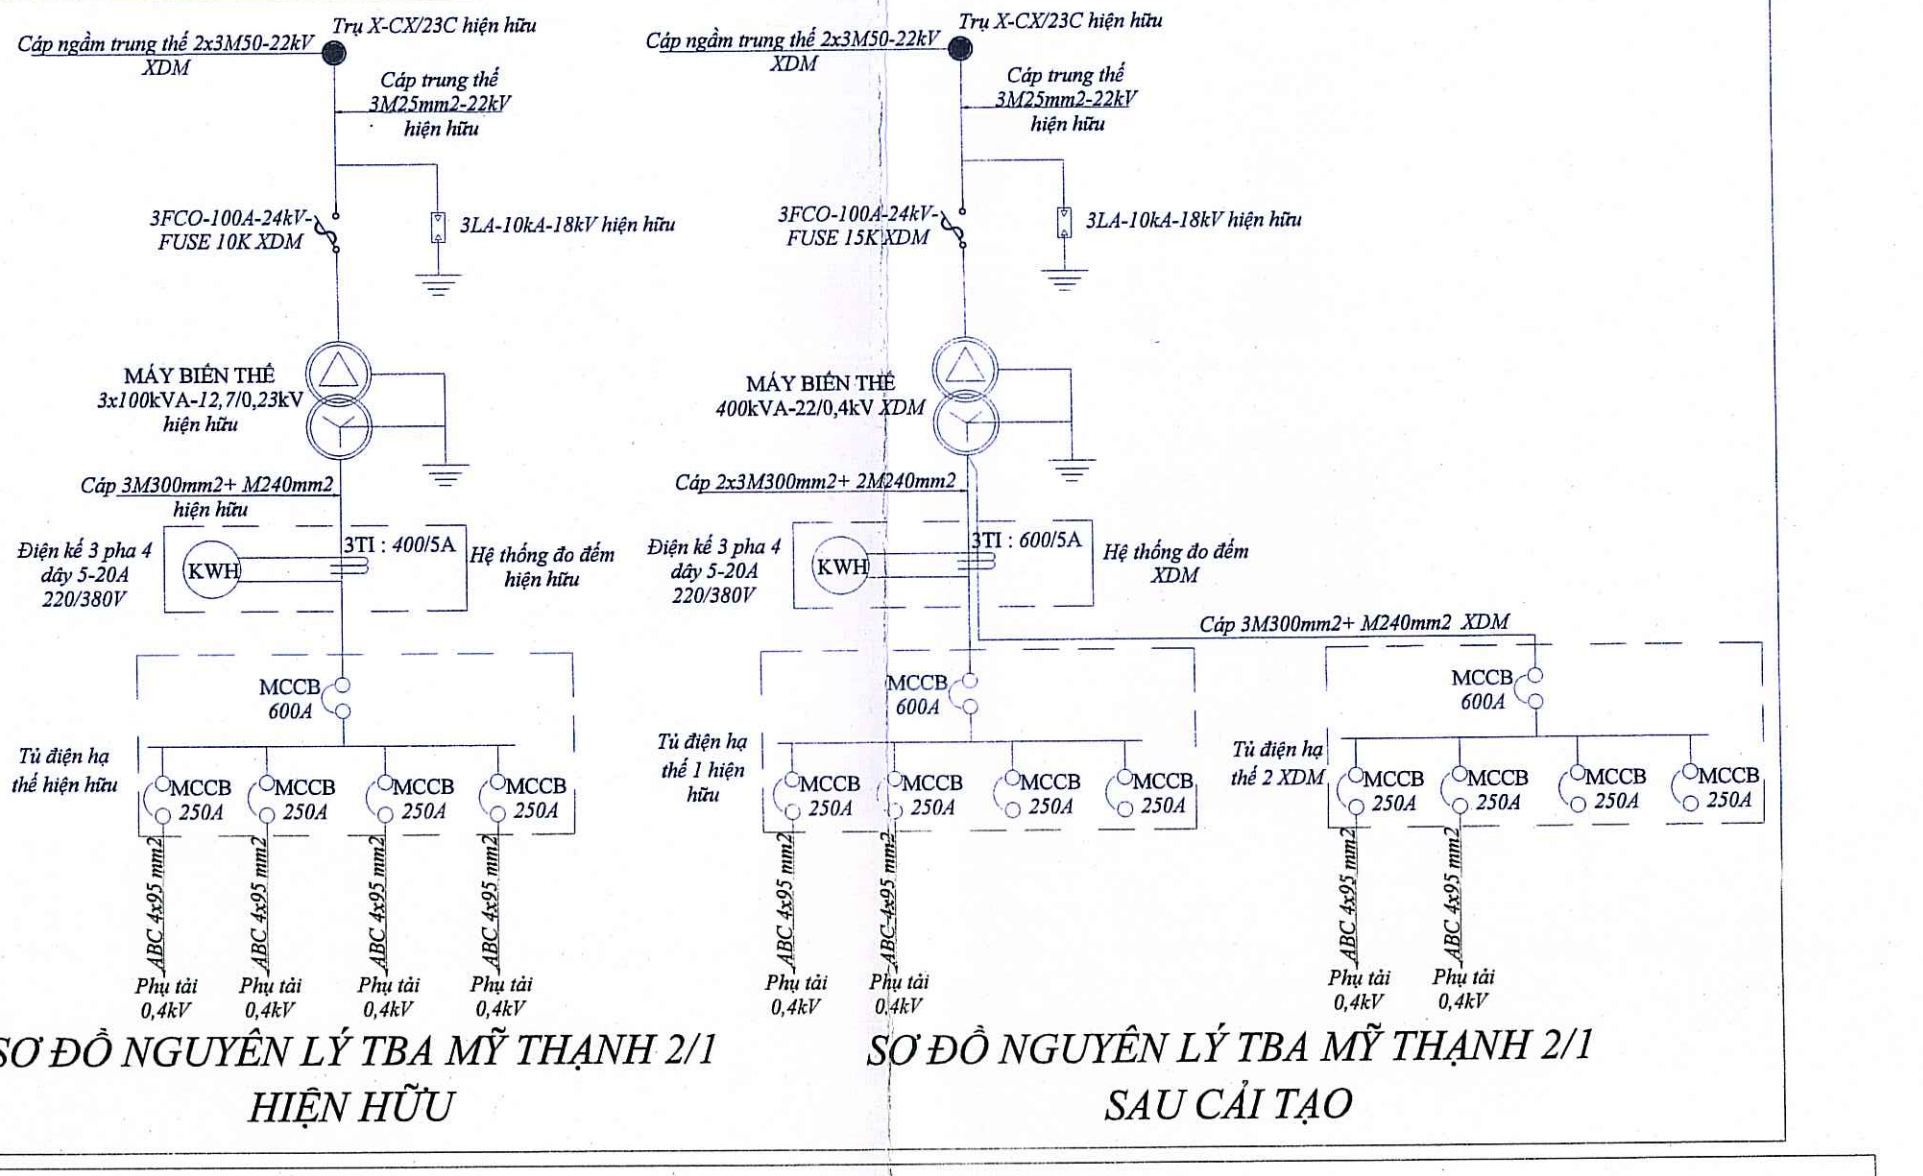 Trụ X-CX/23C hiện hữu
Cáp ngầm trung thế 2x3M50-22kV
XDM
Cáp trung thế
3M25mm2-22kV
hiện hữu
3FCO-100A-24kV-
FUSE 10K XDM
3LA-10kA-18kV hiện hữu
MÁY BIẾN THẾ
3x100kVA-12,7/0,23kV
hiện hữu
Cáp 3M300mm2+ M240mm2
hiện hữu
Điện kế 3 pha 4
dây 5-20A
220/380V
KWH
3TI : 400/5A
Hệ thống đo đếm
hiện hữu
MCCB
600A
Tủ điện hạ
thế hiện hữu
MCCB
250A
MCCB
250A
MCCB
250A
MCCB
250A
ABC 4x95 mm2
ABC 4x95 mm2
ABC 4x95 mm2
ABC 4x95 mm2
Phụ tải
0,4kV
Phụ tải
0,4kV
Phụ tải
0,4kV
Phụ tải
0,4kV
SƠ ĐỒ NGUYÊN LÝ TBA MỸ THẠNH 2/1
HIỆN HỮU
Trụ X-CX/23C hiện hữu
Cáp ngầm trung thế 2x3M50-22kV
XDM
Cáp trung thế
3M25mm2-22kV
hiện hữu
3FCO-100A-24kV-
FUSE 15K XDM
3LA-10kA-18kV hiện hữu
MÁY BIẾN THẾ
400kVA-22/0,4kV XDM
Cáp 2x3M300mm2+ 2M240mm2
Điện kế 3 pha 4
dây 5-20A
220/380V
KWH
3TI : 600/5A
Hệ thống đo đếm
XDM
Cáp 3M300mm2+ M240mm2 XDM
MCCB
600A
Tủ điện hạ
thế 1 hiện
hữu
MCCB
250A
MCCB
250A
MCCB
250A
MCCB
250A
ABC 4x95 mm2
ABC 4x95 mm2
Phụ tải
0,4kV
Phụ tải
0,4kV
MCCB
600A
Tủ điện hạ
thế 2 XDM
MCCB
250A
MCCB
250A
MCCB
250A
MCCB
250A
ABC 4x95 mm2
ABC 4x95 mm2
Phụ tải
0,4kV
Phụ tải
0,4kV
SƠ ĐỒ NGUYÊN LÝ TBA MỸ THẠNH 2/1
SAU CẢI TẠO